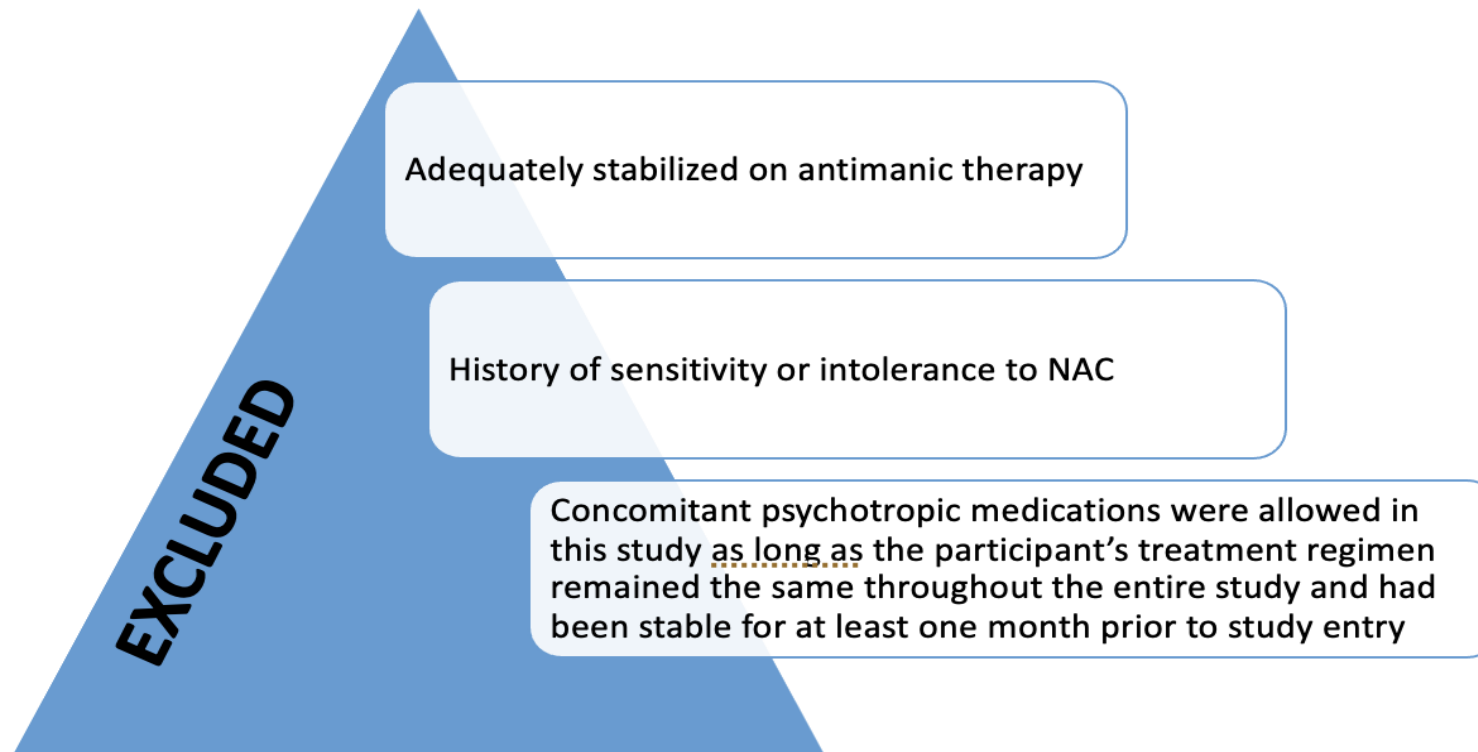 Adequately stabilized on antimanic therapy
History of sensitivity or intolerance to NAC
Concomitant psychotropic medications were allowed in
this study as long as the participant’s treatment regimen
remained the same throughout the entire study and had
been stable for at least one month prior to study entry
EXCLUDED